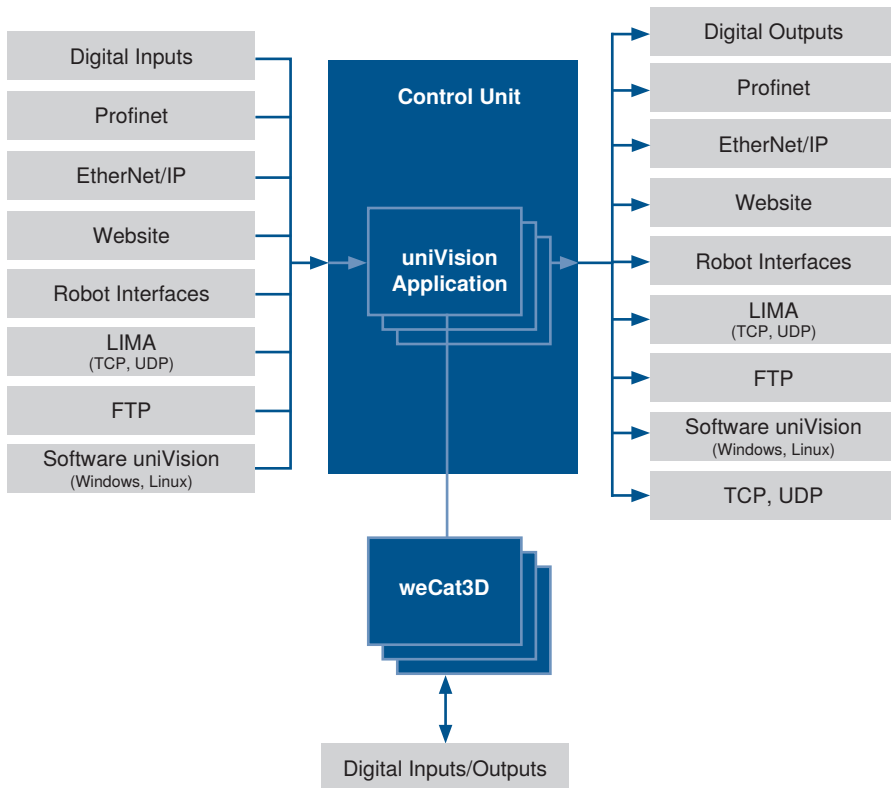 Digital Inputs
Profinet
EtherNet/IP
Website
Robot Interfaces
LIMA
(TCP, UDP)
FTP
Software uniVision
(Windows, Linux)
Control Unit
uniVision
Application
weCat3D
Digital Inputs/Outputs
Digital Outputs
Profinet
EtherNet/IP
Website
Robot Interfaces
LIMA
(TCP, UDP)
FTP
Software uniVision
(Windows, Linux)
TCP, UDP